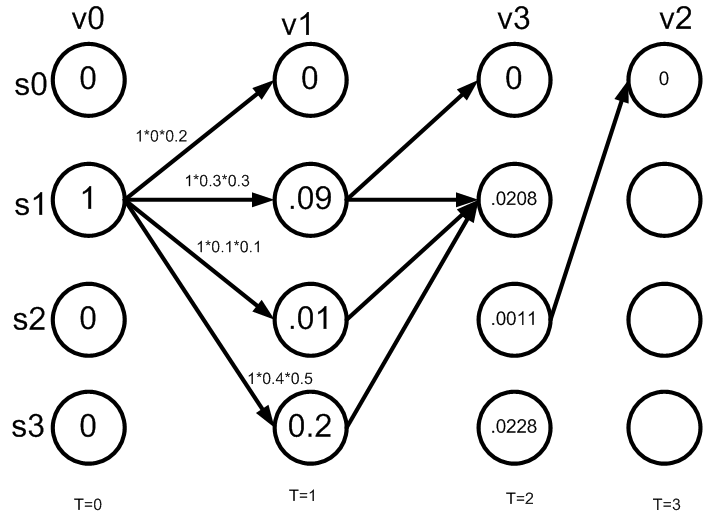 v0 v1 v3 v2
s0 0 0 0 0
1*0*0.2
1*0.3*0.3
s1 1 .09 .0208
1*0.1*0.1
s2 0 .01 .0011
1*0.4*0.5
s3 0 0.2 .0228
T=0 T=1 T=2 T=3